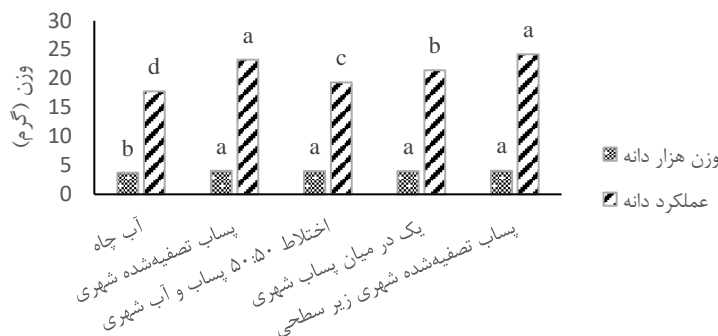 وزن (گرم)
30
25
20
15
10
5
0
b
d
a
a
a
c
a
b
a
a
آب چاه
پساب تصفیه‌شده شهری
اختلاط ۵۰:۵۰ پساب و آب شهری
یک در میان پساب شهری
پساب تصفیه‌شده شهری زیر سطحی
وزن هزار دانه
عملکرد دانه